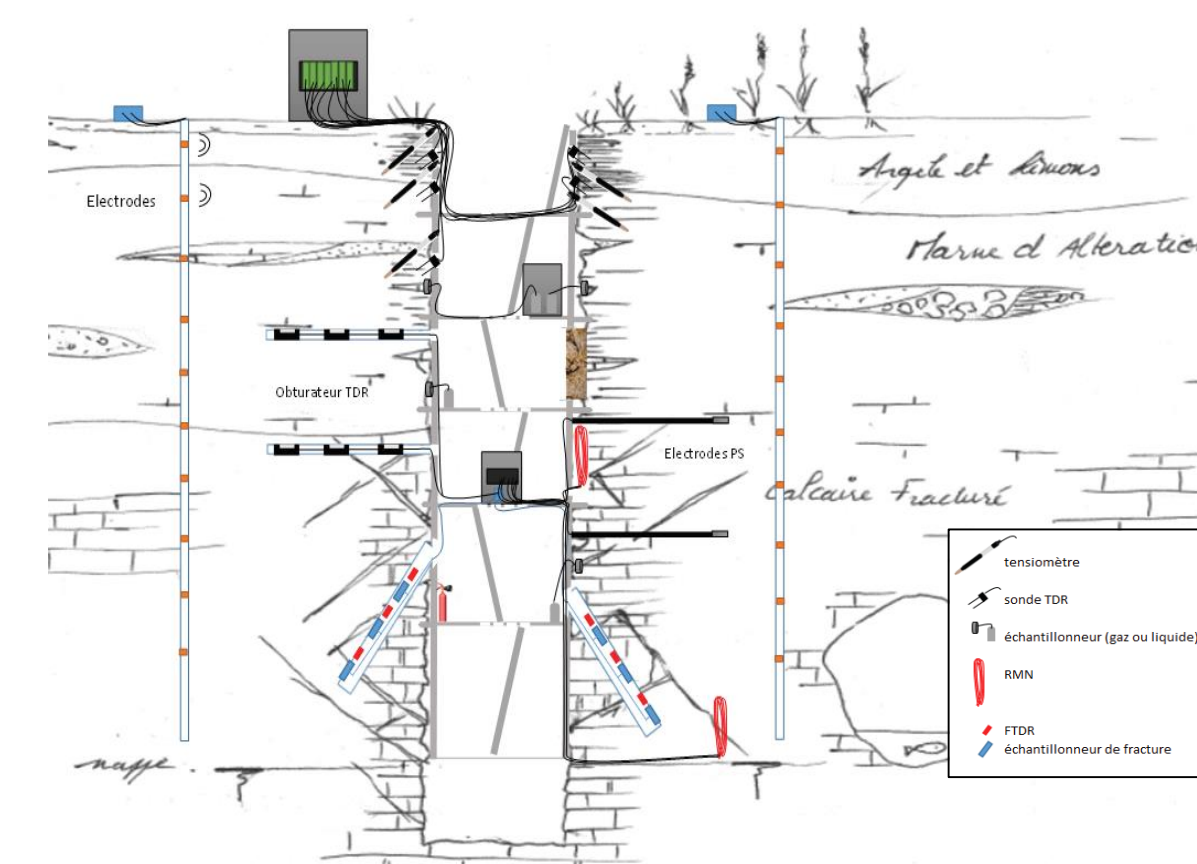 Argile et Limons
Electrodes
Marne d Alteration
Obturateur TDR
Electrodes PS
Calcaire Fracturé
tensiomètre
sonde TDR
échantillonneur (gaz ou liquide)
RMN
FTDR
échantillonneur de fracture
nappe